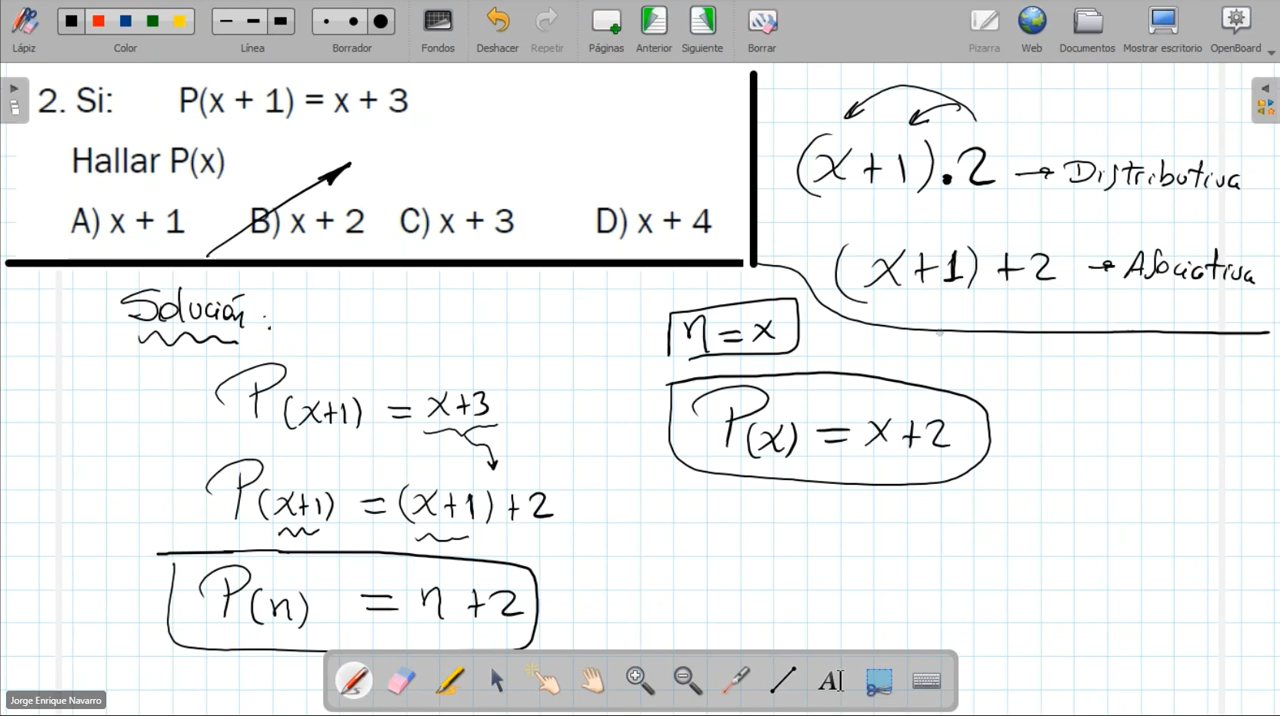 Lápiz Color Línea Borrador Fondos Deshacer Repetir Páginas Anterior Siguiente Borrar Pizarra Web Documentos Mostrar escritorio OpenBoard
2. Si: P(x + 1) = x + 3
Hallar P(x)
A) x + 1 B) x + 2 C) x + 3 D) x + 4
(x+1).2 → Distributiva
(x+1)+2 → Asociativa
Solución:
P(x+1) = x+3
P(x+1) = (x+1)+2
P(n) = n+2
n = x
P(x) = x+2
AI
Jorge Enrique Navarro